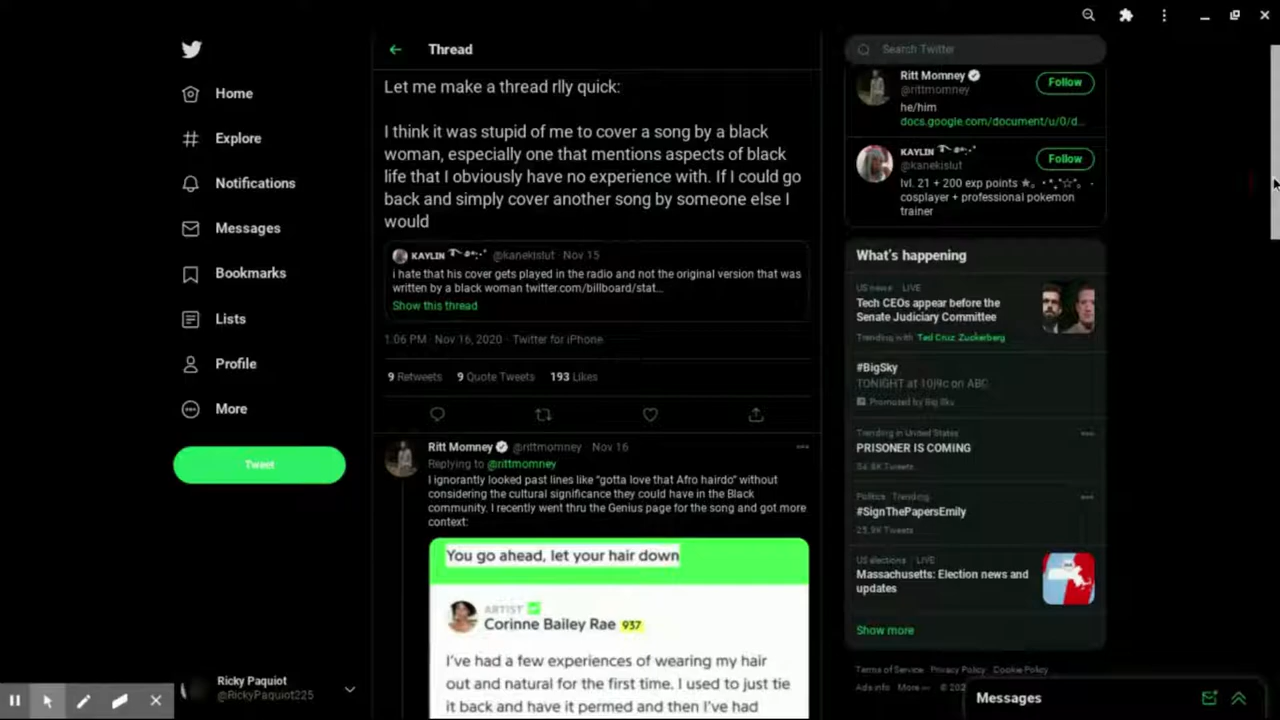 Home
Explore
Notifications
Messages
Bookmarks
Lists
Profile
More
Tweet
Ricky Paquiot
@RickyPaquiot225
Thread
Let me make a thread rlly quick:
I think it was stupid of me to cover a song by a black
woman, especially one that mentions aspects of black
life that I obviously have no experience with. If I could go
back and simply cover another song by someone else I
would
KAYLIN @kanekislut Nov 15
i hate that his cover gets played in the radio and not the original version that was
written by a black woman twitter.com/billboard/stat...
Show this thread
1:06 PM · Nov 16, 2020 · Twitter for iPhone
9 Retweets 9 Quote Tweets 193 Likes
Ritt Momney @rittmomney Nov 16
Replying to @rittmomney
I ignorantly looked past lines like "gotta love that Afro hairdo" without
considering the cultural significance they could have in the Black
community. I recently went thru the Genius page for the song and got more
context:
You go ahead, let your hair down
ARTIST
Corinne Bailey Rae 937
I've had a few experiences of wearing my hair
out and natural for the first time. I used to just tie
it back and have it permed and then I've had
Search Twitter
Ritt Momney
@rittmomney
Follow
he/him
docs.google.com/document/u/0/d...
KAYLIN
@kanekislut
Follow
lvl. 21 + 200 exp points
cosplayer + professional pokemon
trainer
What's happening
US news · LIVE
Tech CEOs appear before the
Senate Judiciary Committee
Trending with Ted Cruz, Zuckerberg
#BigSky
TONIGHT at 10|9c on ABC
Promoted by Big Sky
Trending in United States
PRISONER IS COMING
Politics · Trending
#SignThePapersEmily
US elections · LIVE
Massachusetts: Election news and
updates
Show more
Terms of Service Privacy Policy Cookie Policy
Ads info More
Messages